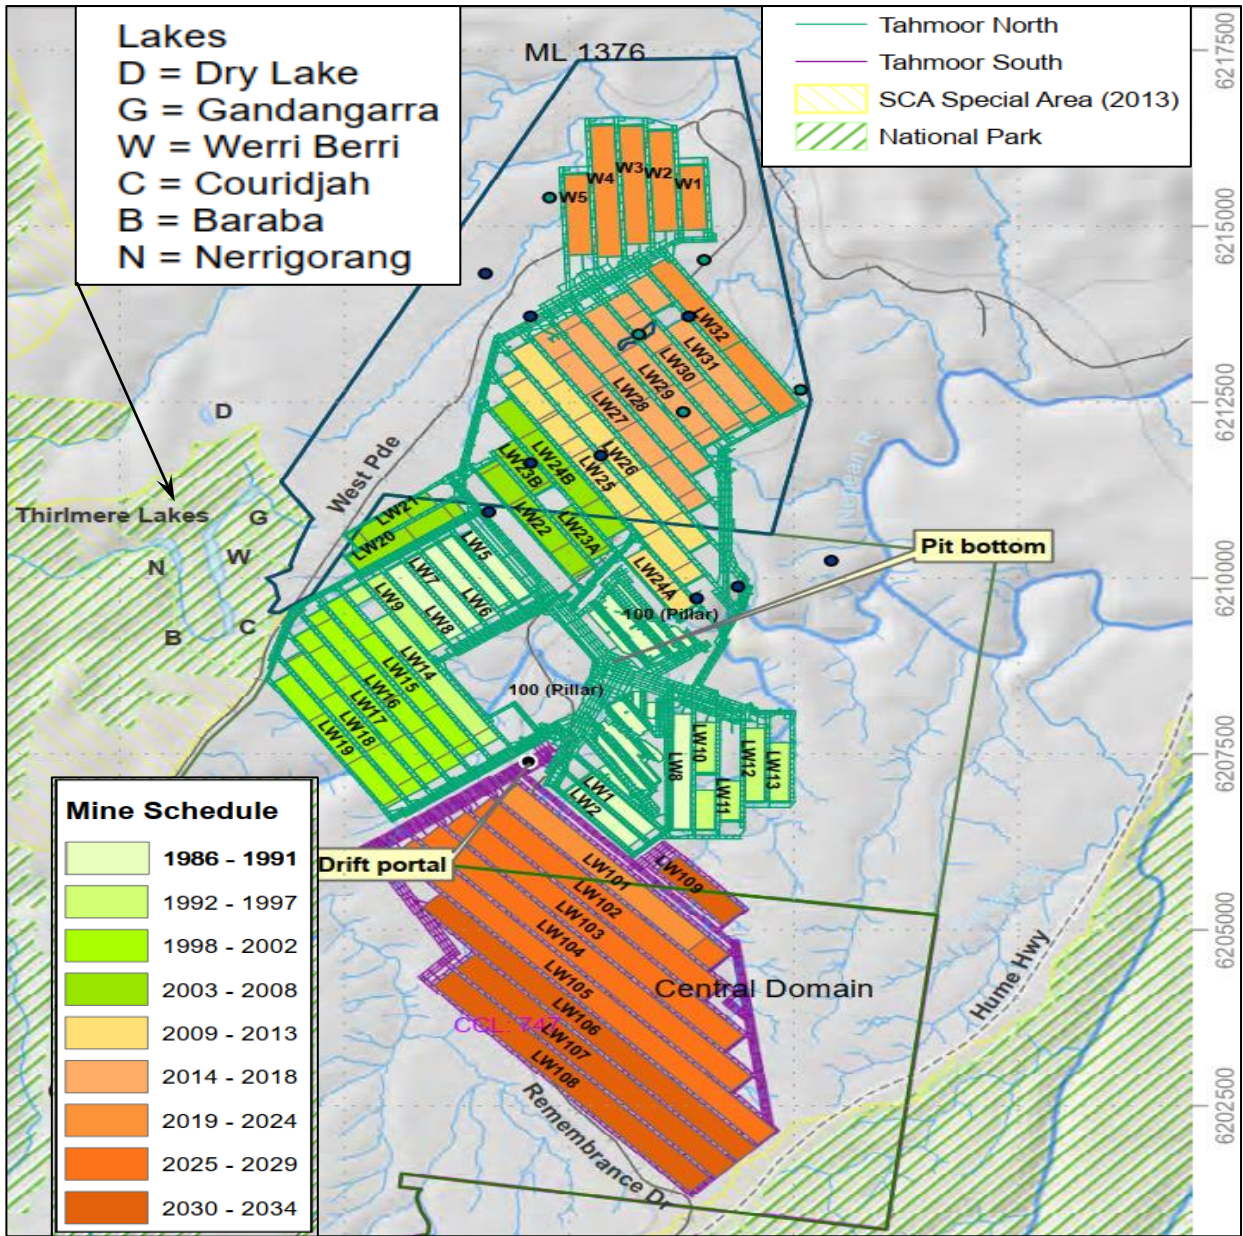 Lakes
D = Dry Lake
G = Gandangarra
W = Werri Berri
C = Couridjah
B = Baraba
N = Nerrigorang
ML 1376
Tahmoor North
Tahmoor South
SCA Special Area (2013)
National Park
6217500
6215000
6212500
6210000
6207500
6205000
6202500
W5
W4
W3
W2
W1
LW32
LW31
LW30
LW29
LW28
LW27
LW26
LW25
LW24B
LW23B
LW22
LW23A
LW24A
LW21
LW20
LW5
LW7
LW6
LW9
LW8
LW14
LW15
LW16
LW17
LW18
LW19
D
West Pde
Thirlmere Lakes
G
N
W
B
C
Nepean R.
Pit bottom
100 (Pillar)
100 (Pillar)
LW1
LW2
LW8
LW10
LW11
LW12
LW13
Drift portal
LW109
LW101
LW102
LW103
LW104
LW105
LW106
LW107
LW108
Central Domain
CCL: 747
Hume Hwy
Remembrance Dr
Mine Schedule
1986 - 1991
1992 - 1997
1998 - 2002
2003 - 2008
2009 - 2013
2014 - 2018
2019 - 2024
2025 - 2029
2030 - 2034